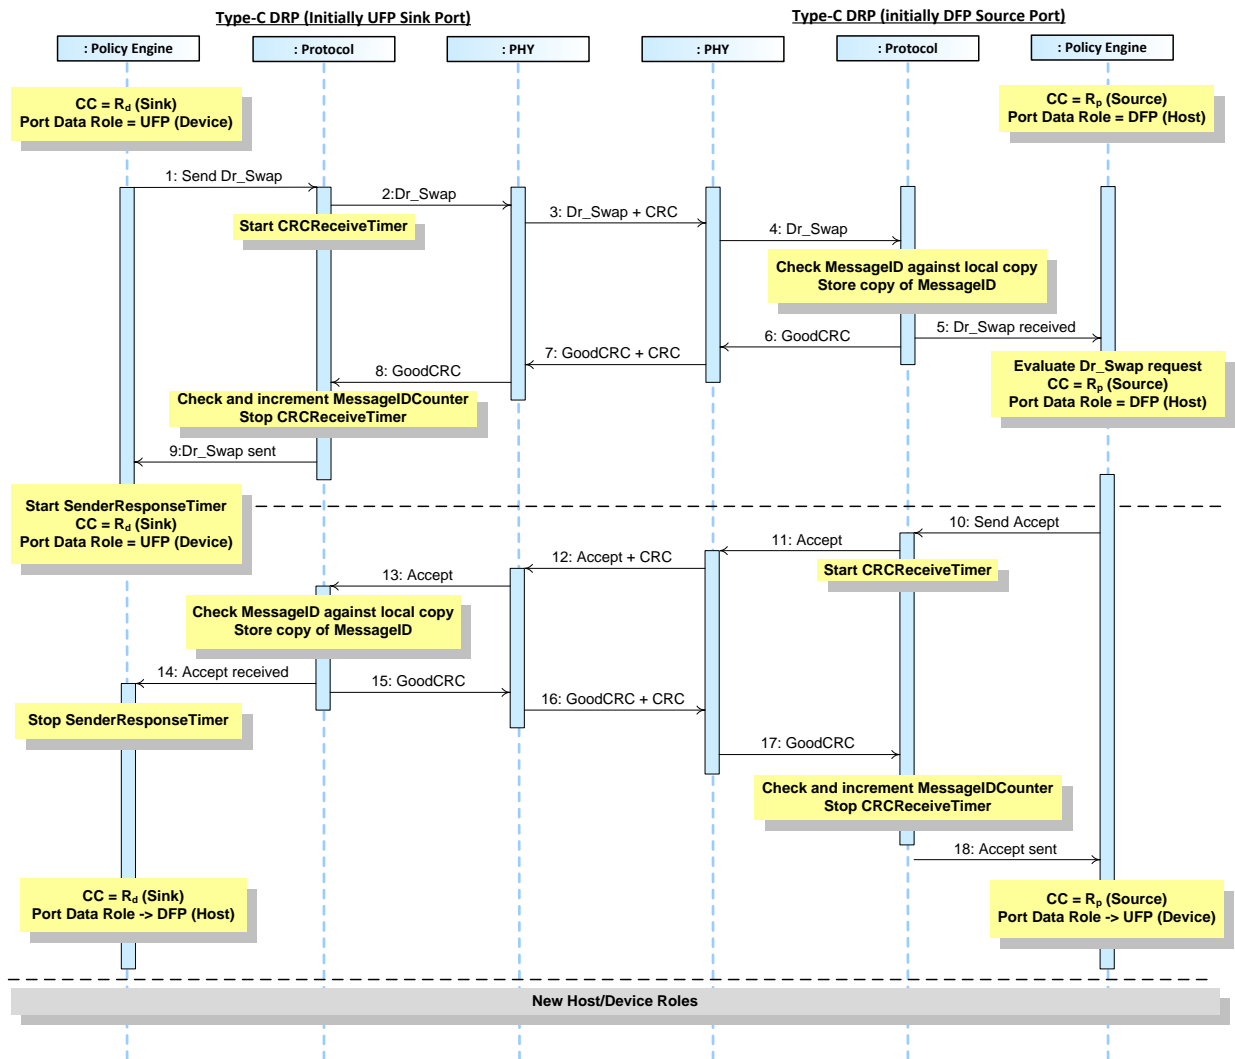 Type-C DRP (Initially UFP Sink Port)
Type-C DRP (initially DFP Source Port)
: Policy Engine
: Protocol
: PHY
: PHY
: Protocol
: Policy Engine
CC = Rd (Sink)
Port Data Role = UFP (Device)
CC = Rp (Source)
Port Data Role = DFP (Host)
1: Send Dr_Swap
2:Dr_Swap
Start CRCReceiveTimer
3: Dr_Swap + CRC
4: Dr_Swap
Check MessageID against local copy
Store copy of MessageID
5: Dr_Swap received
6: GoodCRC
7: GoodCRC + CRC
8: GoodCRC
Evaluate Dr_Swap request
CC = Rp (Source)
Port Data Role = DFP (Host)
Check and increment MessageIDCounter
Stop CRCReceiveTimer
9:Dr_Swap sent
Start SenderResponseTimer
CC = Rd (Sink)
Port Data Role = UFP (Device)
10: Send Accept
11: Accept
Start CRCReceiveTimer
12: Accept + CRC
13: Accept
Check MessageID against local copy
Store copy of MessageID
14: Accept received
15: GoodCRC
16: GoodCRC + CRC
Stop SenderResponseTimer
17: GoodCRC
Check and increment MessageIDCounter
Stop CRCReceiveTimer
18: Accept sent
CC = Rd (Sink)
Port Data Role -> DFP (Host)
CC = Rp (Source)
Port Data Role -> UFP (Device)
New Host/Device Roles